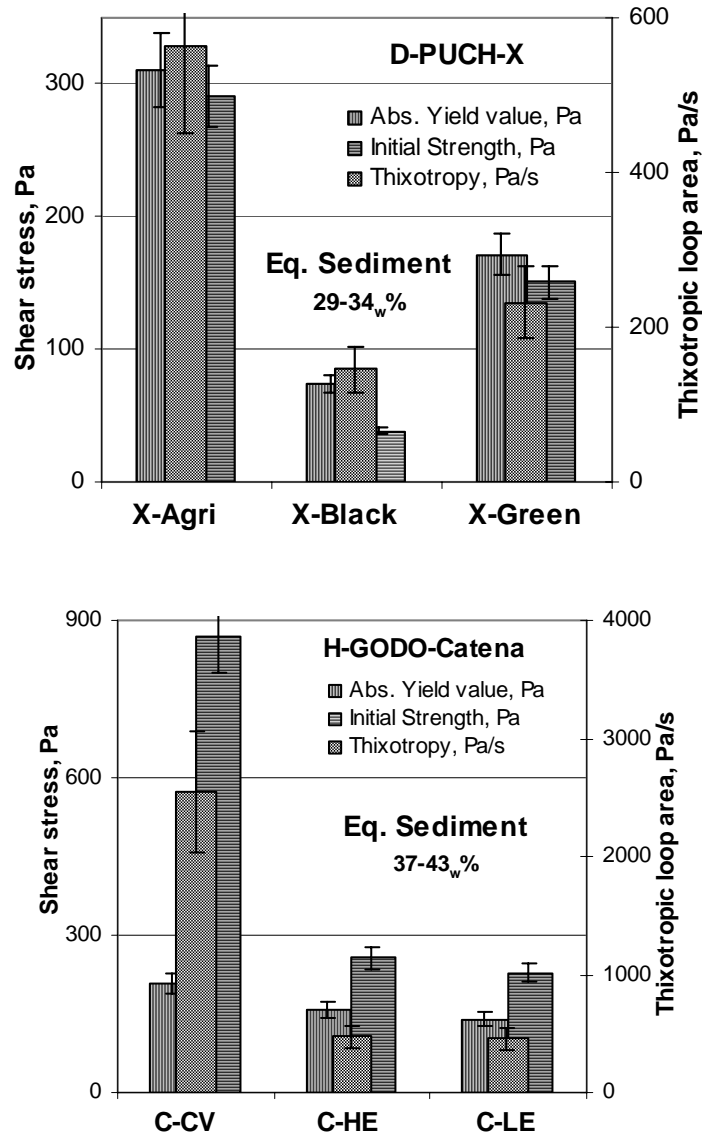 600
D-PUCH-X
300
Abs. Yield value, Pa
Initial Strength, Pa
Thixotropy, Pa/s
400
200
Eq. Sediment
29-34w%
200
100
0
0
Shear stress, Pa
Thixotropic loop area, Pa/s
X-Agri X-Black X-Green
900
4000
H-GODO-Catena
Abs. Yield value, Pa
Initial Strength, Pa
Thixotropy, Pa/s
3000
600
Eq. Sediment
37-43w%
2000
300
1000
0
0
Shear stress, Pa
Thixotropic loop area, Pa/s
C-CV C-HE C-LE